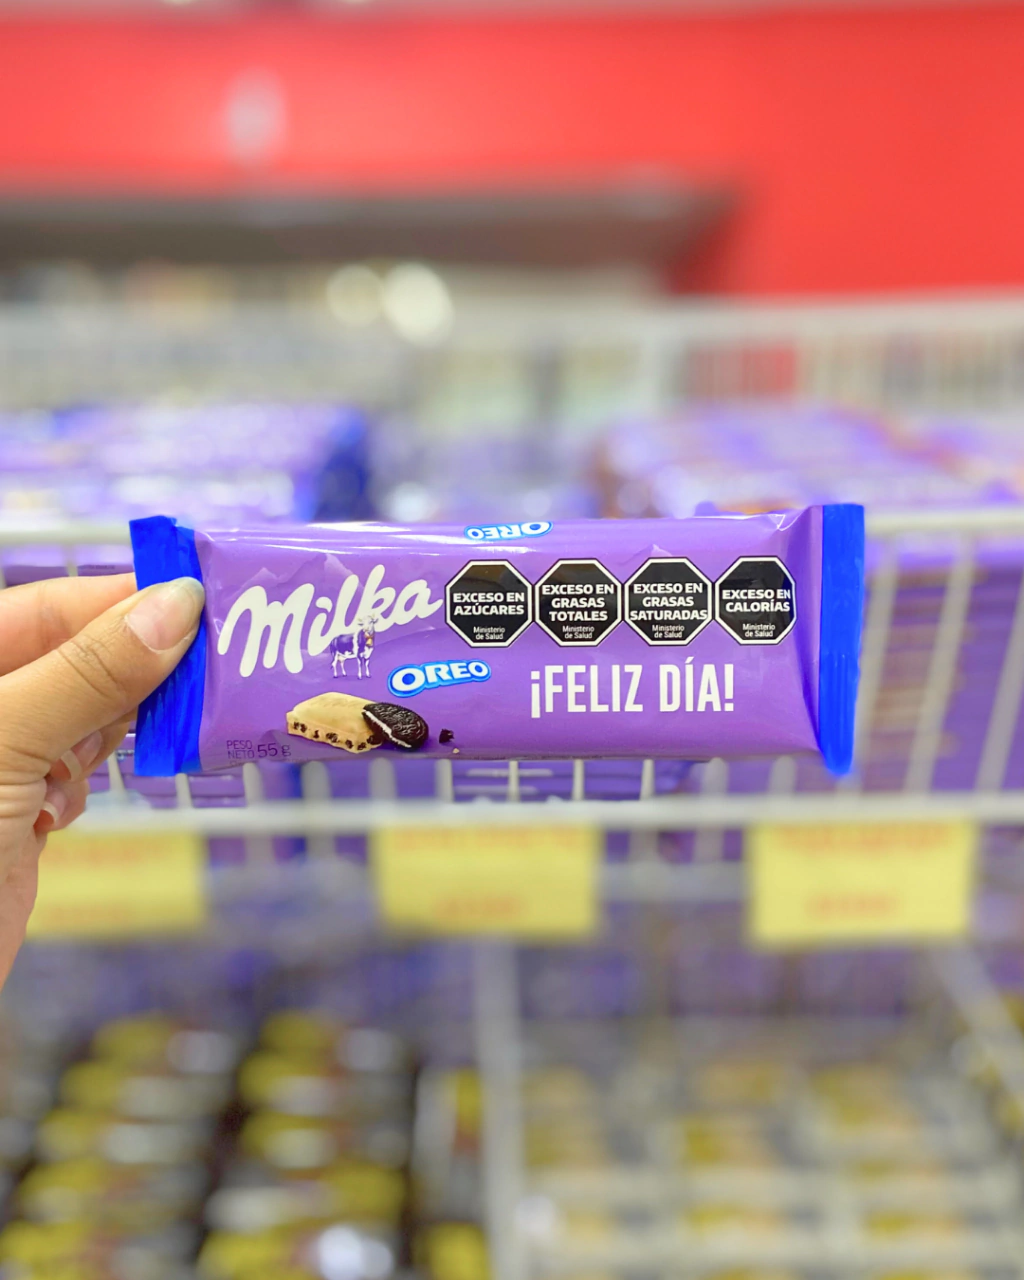 OREO
Milka
EXCESO EN
AZÚCARES
Ministerio
de Salud
EXCESO EN
GRASAS
TOTALES
Ministerio
de Salud
EXCESO EN
GRASAS
SATURADAS
Ministerio
de Salud
EXCESO EN
CALORÍAS
Ministerio
de Salud
OREO
¡FELIZ DÍA!
PESO
NETO 55 g